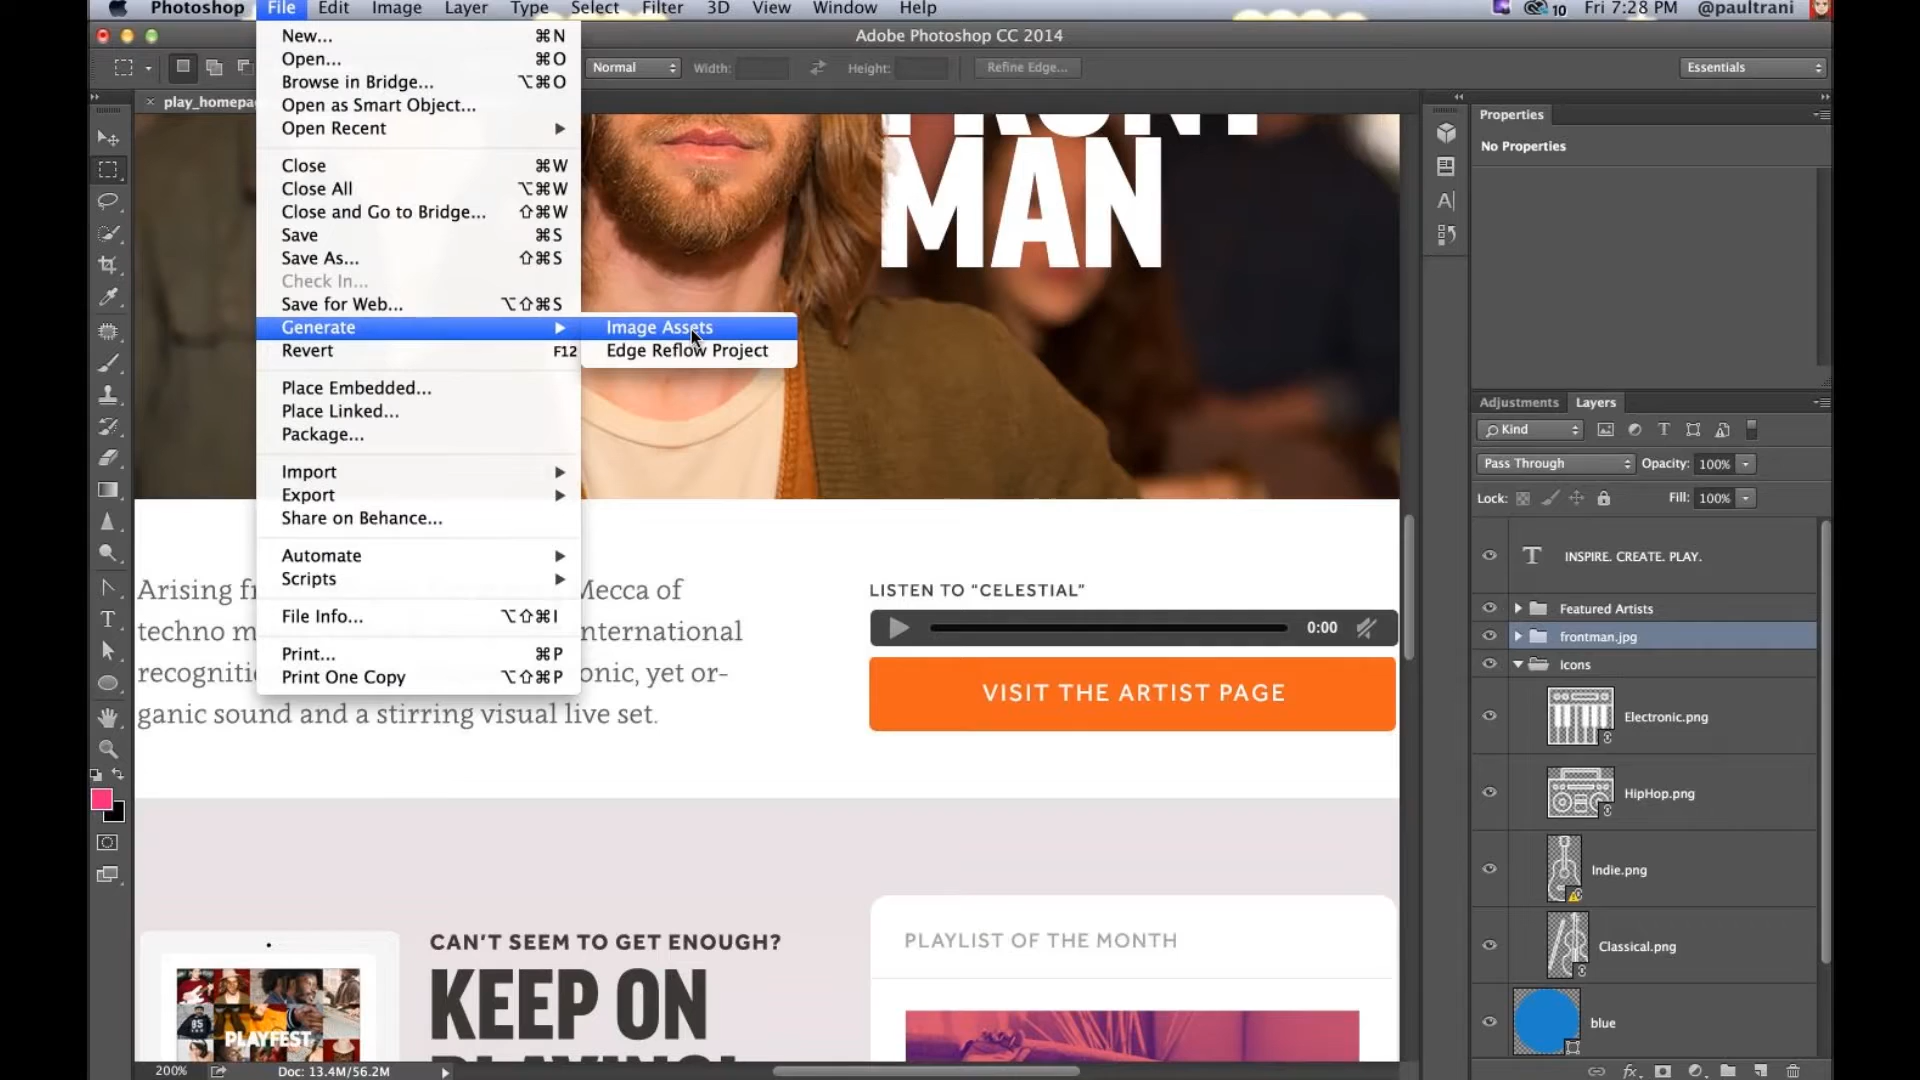 Photoshop File Edit Image Layer Type Select Filter 3D View Window Help 10 Fri 7:28 PM @paultrani
Adobe Photoshop CC 2014
Normal Width: Height: Refine Edge... Essentials
play_homepa
New... ⌘N
Open... ⌘O
Browse in Bridge... ⌥⌘O
Open as Smart Object...
Open Recent
Close ⌘W
Close All ⌥⌘W
Close and Go to Bridge... ⇧⌘W
Save ⌘S
Save As... ⇧⌘S
Check In...
Save for Web... ⌥⇧⌘S
Generate
Revert F12
Place Embedded...
Place Linked...
Package...
Import
Export
Share on Behance...
Automate
Scripts
File Info... ⌥⇧⌘I
Print... ⌘P
Print One Copy ⌥⇧⌘P
Image Assets
Edge Reflow Project
FRONT
MAN
Arising fr Mecca of
techno m nternational
recogniti onic, yet or-
ganic sound and a stirring visual live set.
LISTEN TO “CELESTIAL”
0:00
VISIT THE ARTIST PAGE
CAN’T SEEM TO GET ENOUGH?
KEEP ON
PLAYING!
PLAYFEST
PLAYLIST OF THE MONTH
200% Doc: 13.4M/56.2M
Properties
No Properties
Adjustments Layers
Kind
Pass Through Opacity: 100%
Lock: Fill: 100%
INSPIRE. CREATE. PLAY.
Featured Artists
frontman.jpg
Icons
Electronic.png
HipHop.png
Indie.png
Classical.png
blue